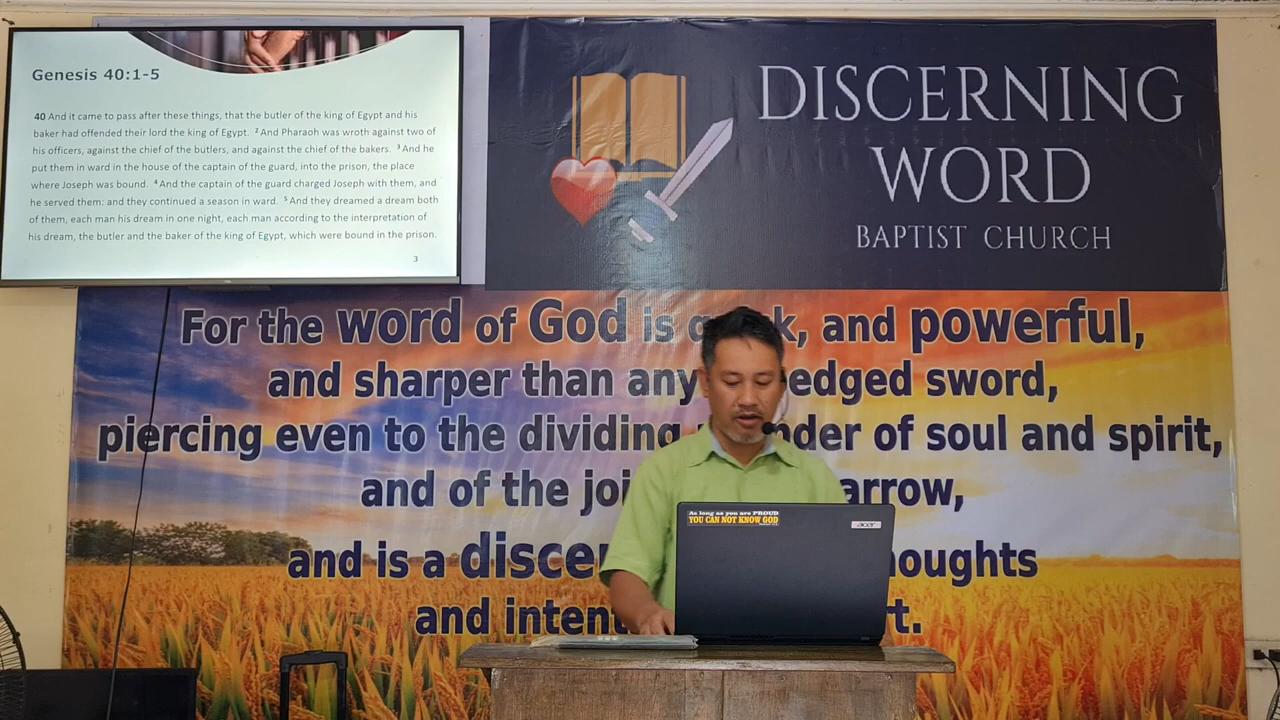 Genesis 40:1-5
40 And it came to pass after these things, that the butler of the king of Egypt and his
baker had offended their lord the king of Egypt. 2 And Pharaoh was wroth against two of
his officers, against the chief of the butlers, and against the chief of the bakers. 3 And he
put them in ward in the house of the captain of the guard, into the prison, the place
where Joseph was bound. 4 And the captain of the guard charged Joseph with them, and
he served them: and they continued a season in ward. 5 And they dreamed a dream both
of them, each man his dream in one night, each man according to the interpretation of
his dream, the butler and the baker of the king of Egypt, which were bound in the prison.
3
DISCERNING
WORD
BAPTIST CHURCH
For the word of God is q k, and powerful,
and sharper than any edged sword,
piercing even to the dividing nder of soul and spirit,
and of the joi arrow,
and is a discer houghts
and intent rt.
As long as you are PROUD
YOU CAN NOT KNOW GOD
acer